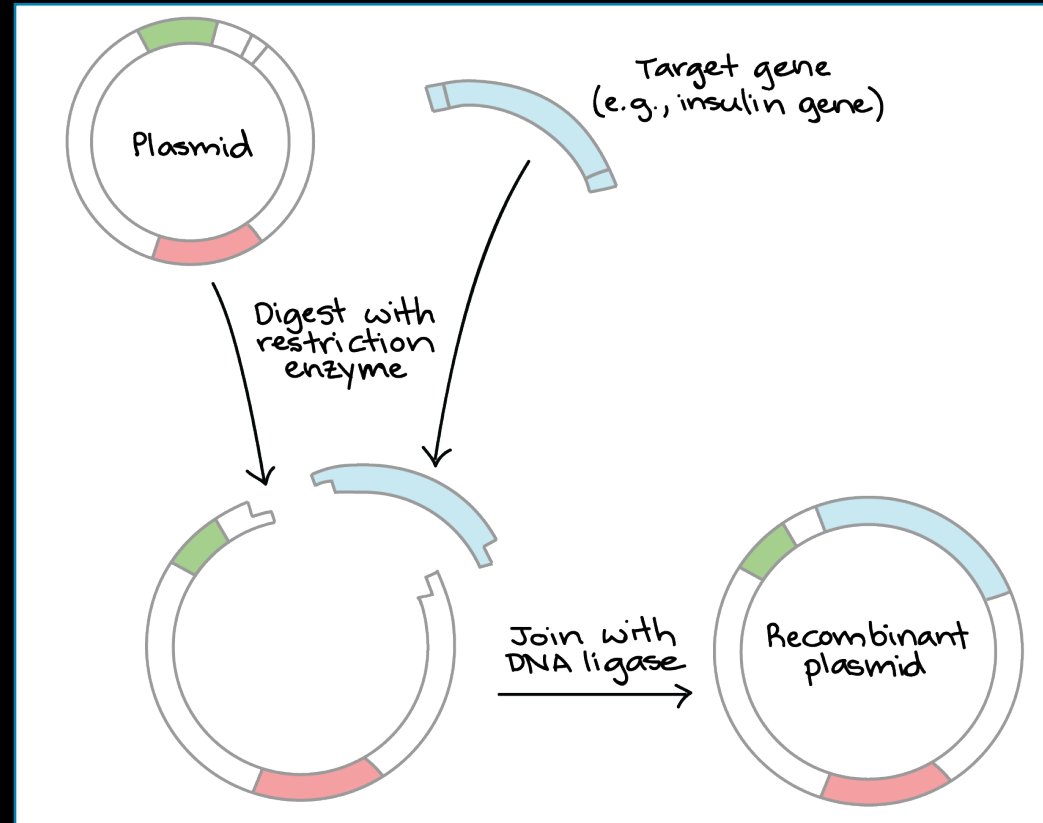 Plasmid
Target gene
(e.g., insulin gene)
Digest with
restriction
enzyme
Join with
DNA ligase
Recombinant
plasmid